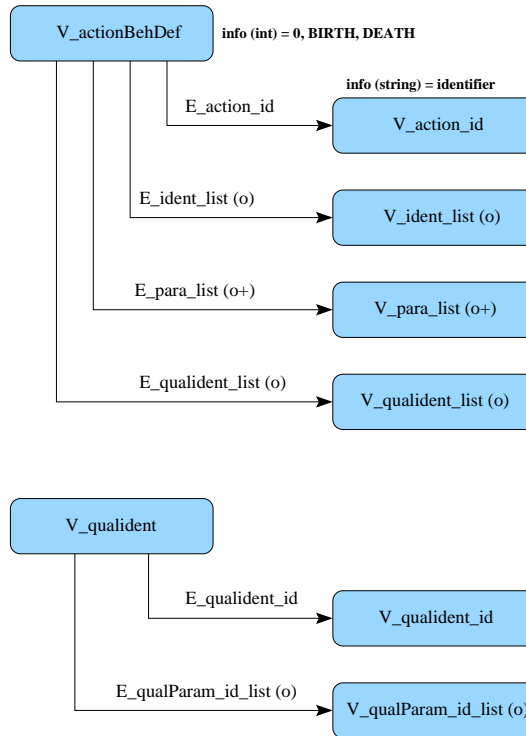 V_actionBehDef
info (int) = 0, BIRTH, DEATH
info (string) = identifier
E_action_id
V_action_id
E_ident_list (o)
V_ident_list (o)
E_para_list (o+)
V_para_list (o+)
E_qualident_list (o)
V_qualident_list (o)
V_qualident
E_qualident_id
V_qualident_id
E_qualParam_id_list (o)
V_qualParam_id_list (o)